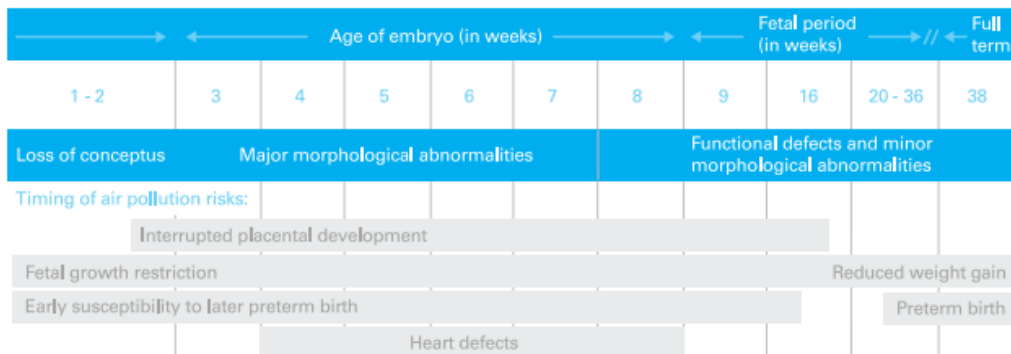 Age of embryo (in weeks)
Fetal period
(in weeks)
//
Full
term
1 - 2 3 4 5 6 7 8 9 16 20 - 36 38
Loss of conceptus
Major morphological abnormalities
Functional defects and minor
morphological abnormalities
Timing of air pollution risks:
Interrupted placental development
Fetal growth restriction
Reduced weight gain
Early susceptibility to later preterm birth
Preterm birth
Heart defects